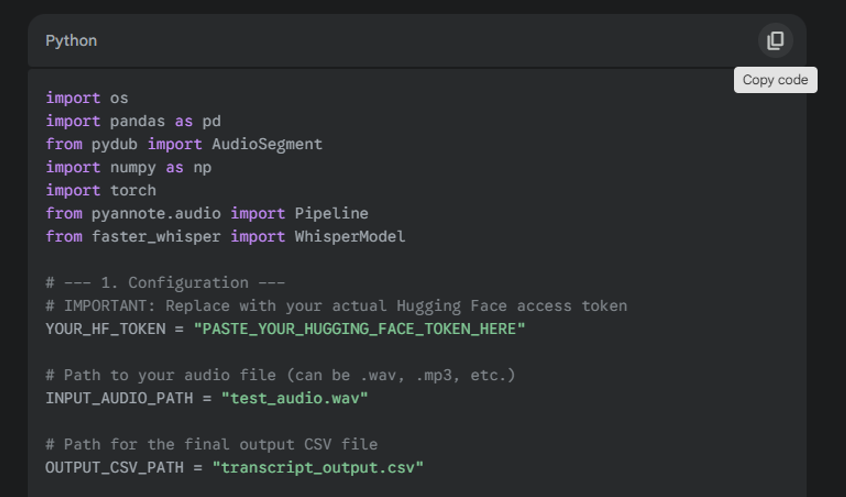 Python
Copy code
import os
import pandas as pd
from pydub import AudioSegment
import numpy as np
import torch
from pyannote.audio import Pipeline
from faster_whisper import WhisperModel
# --- 1. Configuration ---
# IMPORTANT: Replace with your actual Hugging Face access token
YOUR_HF_TOKEN = "PASTE_YOUR_HUGGING_FACE_TOKEN_HERE"
# Path to your audio file (can be .wav, .mp3, etc.)
INPUT_AUDIO_PATH = "test_audio.wav"
# Path for the final output CSV file
OUTPUT_CSV_PATH = "transcript_output.csv"